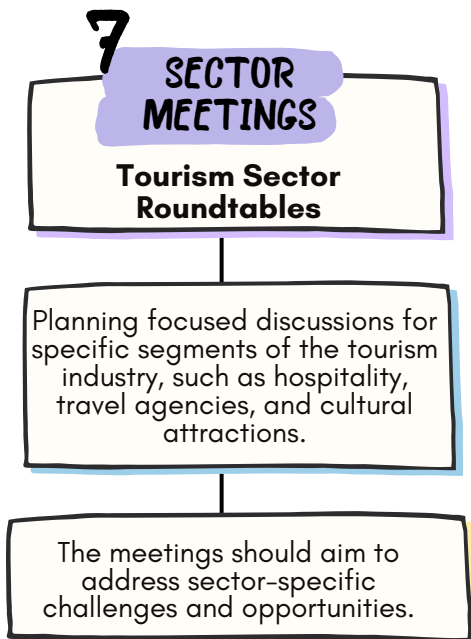 7
SECTOR
MEETINGS
Tourism Sector
Roundtables
Planning focused discussions for
specific segments of the tourism
industry, such as hospitality,
travel agencies, and cultural
attractions.
The meetings should aim to
address sector-specific
challenges and opportunities.